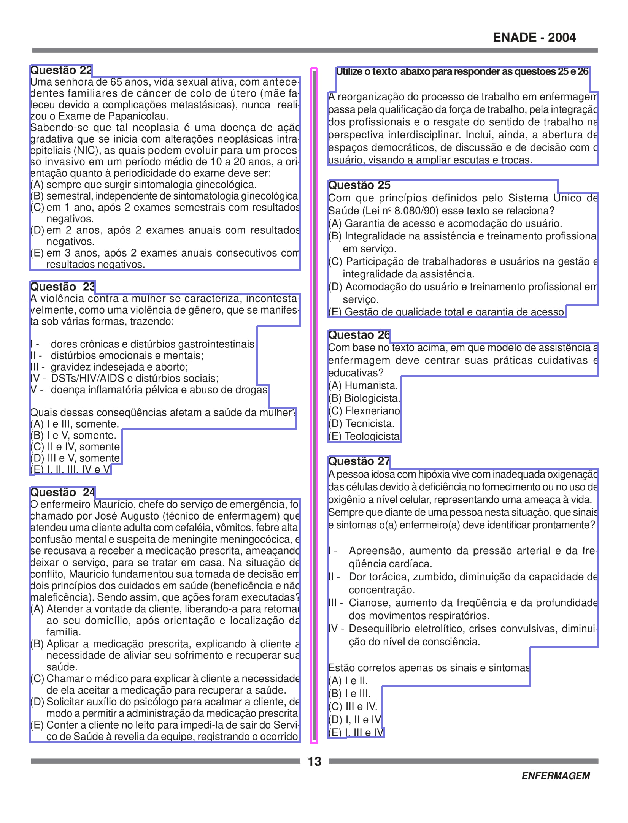 ENADE - 2004
Questão 22
Uma senhora de 65 anos, vida sexual ativa, com antece-
dentes familiares de câncer de colo de útero (mãe fa-
leceu devido a complicações metastásicas), nunca reali-
zou o Exame de Papanicolau.
Sabendo-se que tal neoplasia é uma doença de ação
gradativa que se inicia com alterações neoplásicas intra-
epiteliais (NIC), as quais podem evoluir para um proces-
so invasivo em um período médio de 10 a 20 anos, a ori-
entação quanto à periodicidade do exame deve ser:
(A) sempre que surgir sintomalogia ginecológica.
(B) semestral, independente de sintomatologia ginecológica
(C) em 1 ano, após 2 exames semestrais com resultados
negativos.
(D) em 2 anos, após 2 exames anuais com resultados
negativos.
(E) em 3 anos, após 2 exames anuais consecutivos com
resultados negativos.
Questão 23
A violência contra a mulher se caracteriza, incontesta-
velmente, como uma violência de gênero, que se manifes-
ta sob várias formas, trazendo:
I - dores crônicas e distúrbios gastrointestinais
II - distúrbios emocionais e mentais;
III - gravidez indesejada e aborto;
IV - DSTs/HIV/AIDS e distúrbios sociais;
V - doença inflamatória pélvica e abuso de drogas
Quais dessas conseqüências afetam a saúde da mulher?
(A) I e III, somente.
(B) I e V, somente.
(C) II e IV, somente
(D) III e V, somente
(E) I, II, III, IV e V
Questão 24
O enfermeiro Maurício, chefe do serviço de emergência, foi
chamado por José Augusto (técnico de enfermagem) que
atendeu uma cliente adulta com cefaléia, vômitos, febre alta
confusão mental e suspeita de meningite meningocócica, e
se recusava a receber a medicação prescrita, ameaçando
deixar o serviço, para se tratar em casa. Na situação de
conflito, Maurício fundamentou sua tomada de decisão em
dois princípios dos cuidados em saúde (beneficência e não
maleficência). Sendo assim, que ações foram executadas?
(A) Atender a vontade da cliente, liberando-a para retornar
ao seu domicílio, após orientação e localização da
família.
(B) Aplicar a medicação prescrita, explicando à cliente a
necessidade de aliviar seu sofrimento e recuperar sua
saúde.
(C) Chamar o médico para explicar à cliente a necessidade
de ela aceitar a medicação para recuperar a saúde.
(D) Solicitar auxílio do psicólogo para acalmar a cliente, de
modo a permitir a administração da medicação prescrita
(E) Conter a cliente no leito para impedi-la de sair do Servi-
ço de Saúde à revelia da equipe, registrando o ocorrido
Utilize o texto abaixo para responder às questões 25 e 26
A reorganização do processo de trabalho em enfermagem
passa pela qualificação da força de trabalho, pela integração
dos profissionais e o resgate do sentido de trabalho na
perspectiva interdisciplinar. Inclui, ainda, a abertura de
espaços democráticos, de discussão e de decisão com o
usuário, visando a ampliar escutas e trocas.
Questão 25
Com que princípios definidos pelo Sistema Único de
Saúde (Lei nº 8.080/90) esse texto se relaciona?
(A) Garantia de acesso e acomodação do usuário.
(B) Integralidade na assistência e treinamento profissional
em serviço.
(C) Participação de trabalhadores e usuários na gestão e
integralidade da assistência.
(D) Acomodação do usuário e treinamento profissional em
serviço.
(E) Gestão de qualidade total e garantia de acesso
Questão 26
Com base no texto acima, em que modelo de assistência a
enfermagem deve centrar suas práticas cuidativas e
educativas?
(A) Humanista.
(B) Biologicista.
(C) Flexneriano
(D) Tecnicista.
(E) Teologicista
Questão 27
A pessoa idosa com hipóxia vive com inadequada oxigenação
das células devido à deficiência no fornecimento ou no uso de
oxigênio a nível celular, representando uma ameaça à vida.
Sempre que diante de uma pessoa nesta situação, que sinais
e sintomas o(a) enfermeiro(a) deve identificar prontamente?
I - Apreensão, aumento da pressão arterial e da fre-
qüência cardíaca.
II - Dor torácica, zumbido, diminuição da capacidade de
concentração.
III - Cianose, aumento da freqüência e da profundidade
dos movimentos respiratórios.
IV - Desequilíbrio eletrolítico, crises convulsivas, diminui-
ção do nível de consciência.
Estão corretos apenas os sinais e sintomas
(A) I e II.
(B) I e III.
(C) III e IV.
(D) I, II e IV
(E) I, III e IV
13
ENFERMAGEM